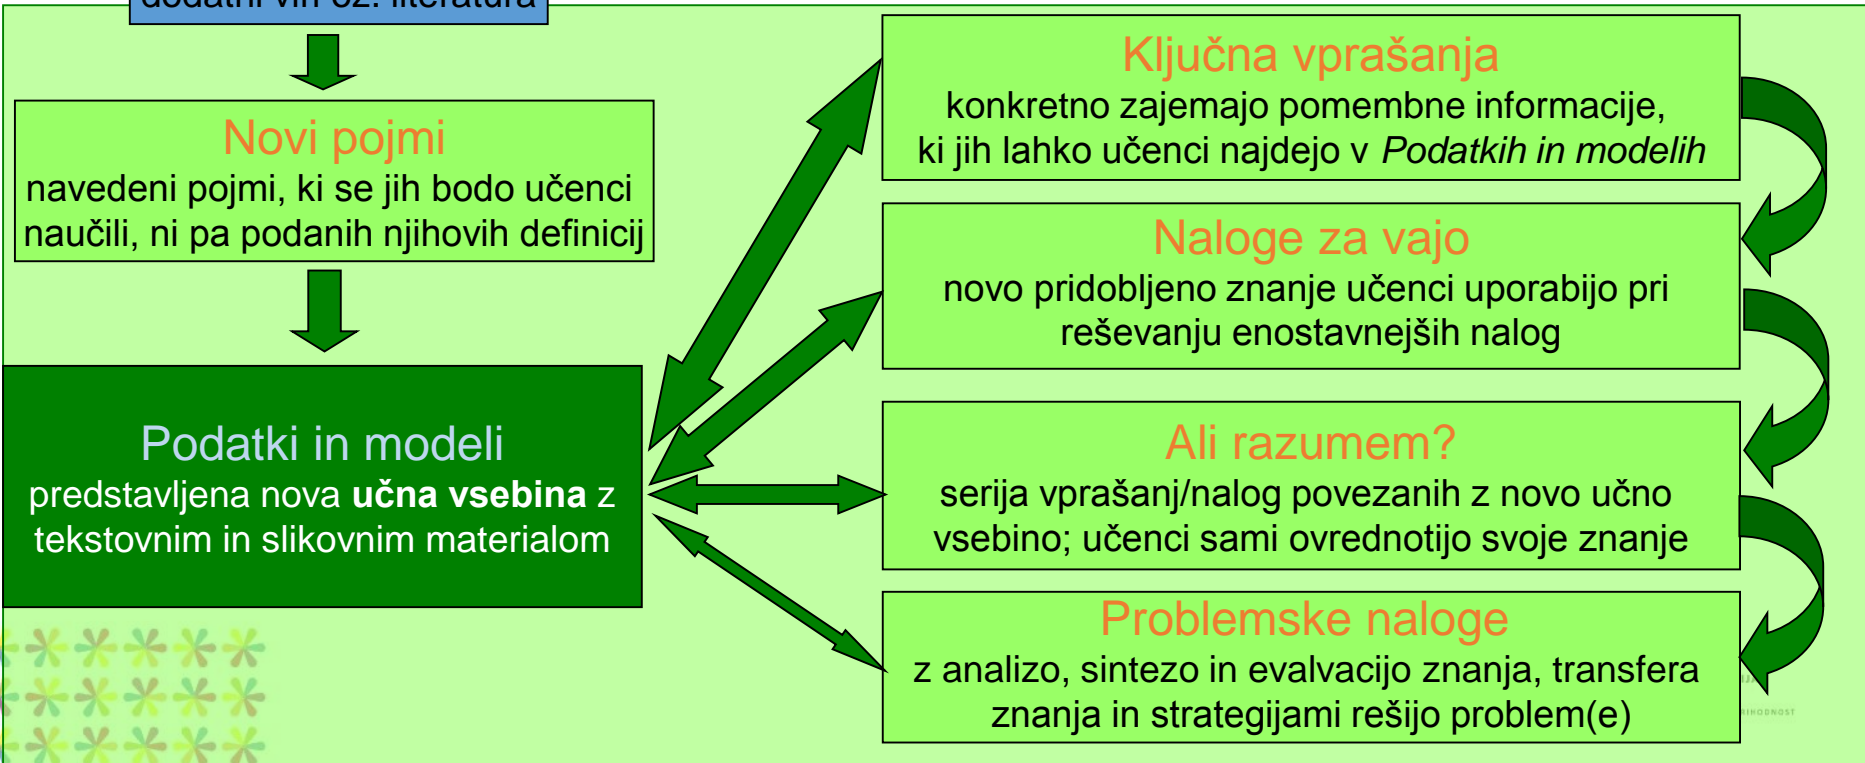 dodatni viri oz. literatura
Novi pojmi
navedeni pojmi, ki se jih bodo učenci
naučili, ni pa podanih njihovih definicij
Podatki in modeli
predstavljena nova učna vsebina z
tekstovnim in slikovnim materialom
Ključna vprašanja
konkretno zajemajo pomembne informacije,
ki jih lahko učenci najdejo v Podatkih in modelih
Naloge za vajo
novo pridobljeno znanje učenci uporabijo pri
reševanju enostavnejših nalog
Ali razumem?
serija vprašanj/nalog povezanih z novo učno
vsebino; učenci sami ovrednotijo svoje znanje
Problemske naloge
z analizo, sintezo in evalvacijo znanja, transfera
znanja in strategijami rešijo problem(e)